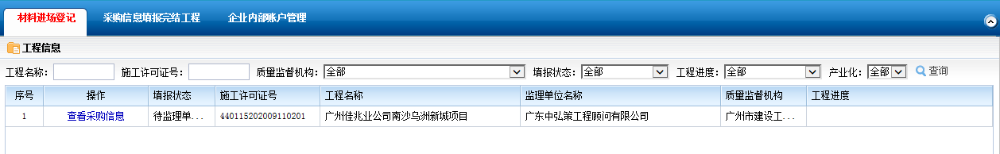 材料进场登记 采购信息填报完结工程 企业内部账户管理
工程信息
工程名称： 施工许可证号： 质量监督机构： 全部 填报状态： 全部 工程进度： 全部 产业化： 全部 查询
序号 操作 填报状态 施工许可证号 工程名称 监理单位名称 质量监督机构 工程进度
1 查看采购信息 待监理单... 440115202009110201 广州佳兆业公司南沙乌洲新城项目 广东中弘策工程顾问有限公司 广州市建设工...